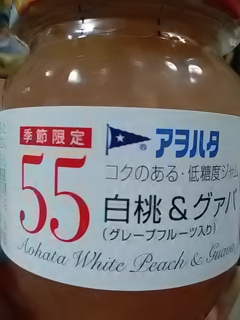 季節限定
55
アヲハタ
コクのある・低糖度ジャム
白桃&グァバ
(グレープフルーツ入り)
Aohata White Peach & Guava